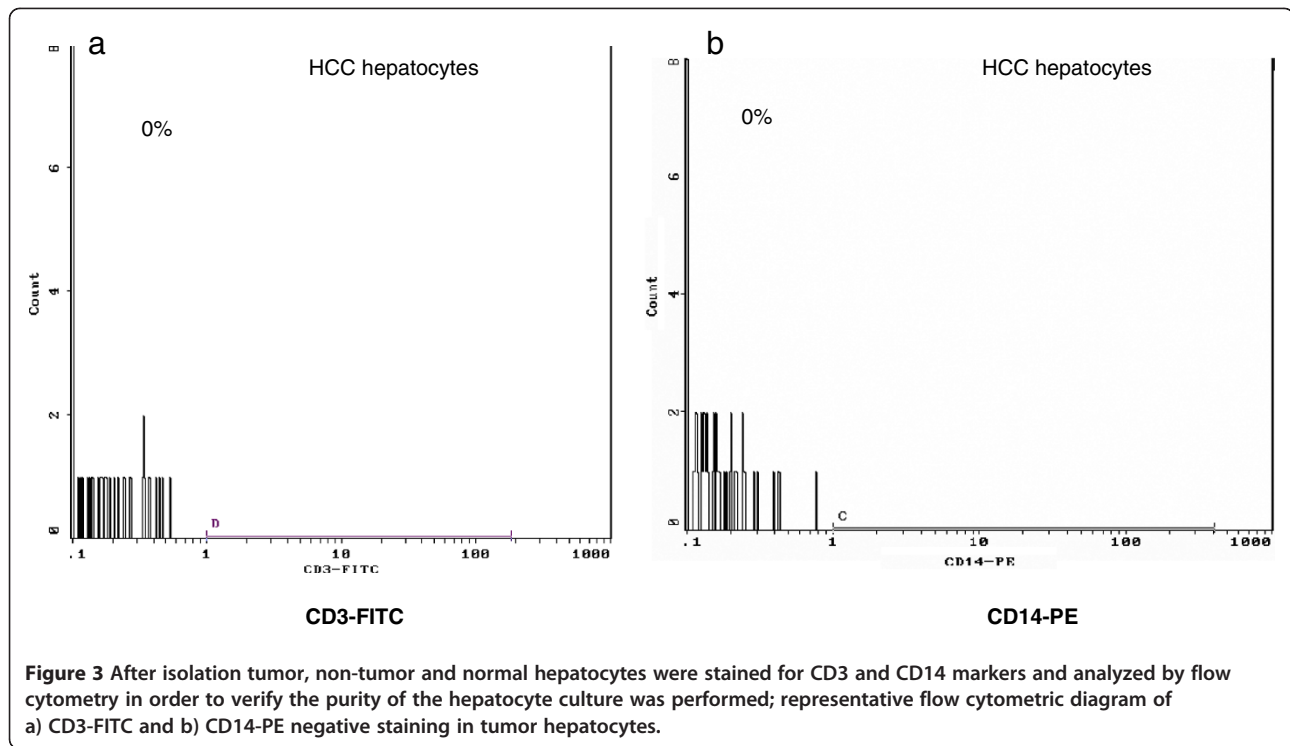 a
HCC hepatocytes
0%
8
6
4
2
0
Count
D
.1 1 10 100 1000
CD3-FITC
CD3-FITC
b
HCC hepatocytes
0%
8
6
4
2
0
Count
C
.1 1 10 100 1000
CD14-PE
CD14-PE
Figure 3 After isolation tumor, non-tumor and normal hepatocytes were stained for CD3 and CD14 markers and analyzed by flow
cytometry in order to verify the purity of the hepatocyte culture was performed; representative flow cytometric diagram of
a) CD3-FITC and b) CD14-PE negative staining in tumor hepatocytes.